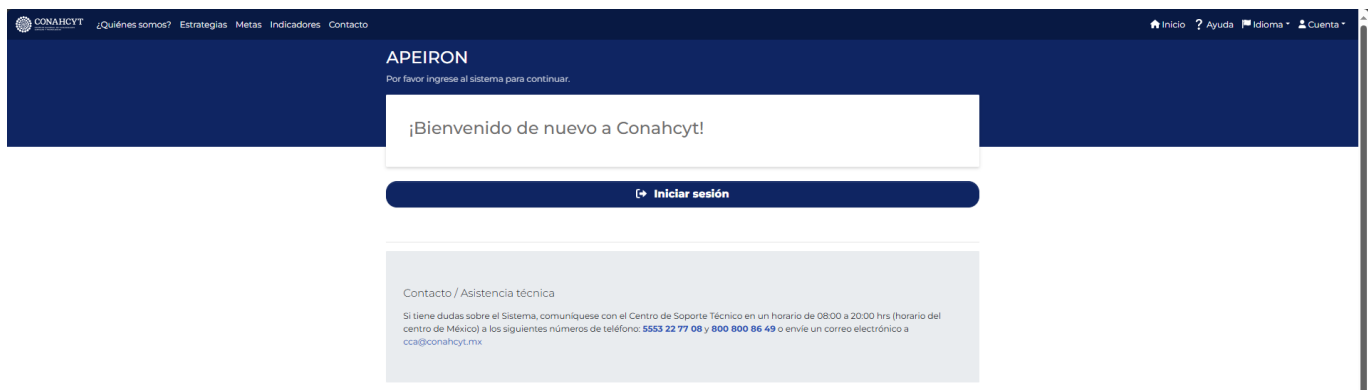 CONAHCYT ¿Quiénes somos? Estrategias Metas Indicadores Contacto Inicio ? Ayuda Idioma Cuenta
APEIRON
Por favor ingrese al sistema para continuar.
¡Bienvenido de nuevo a Conahcyt!
Iniciar sesión
Contacto / Asistencia técnica
Si tiene dudas sobre el Sistema, comuníquese con el Centro de Soporte Técnico en un horario de 08:00 a 20:00 hrs (horario del
centro de México) a los siguientes números de teléfono: 5553 22 77 08 y 800 800 86 49 o envíe un correo electrónico a
cca@conahcyt.mx